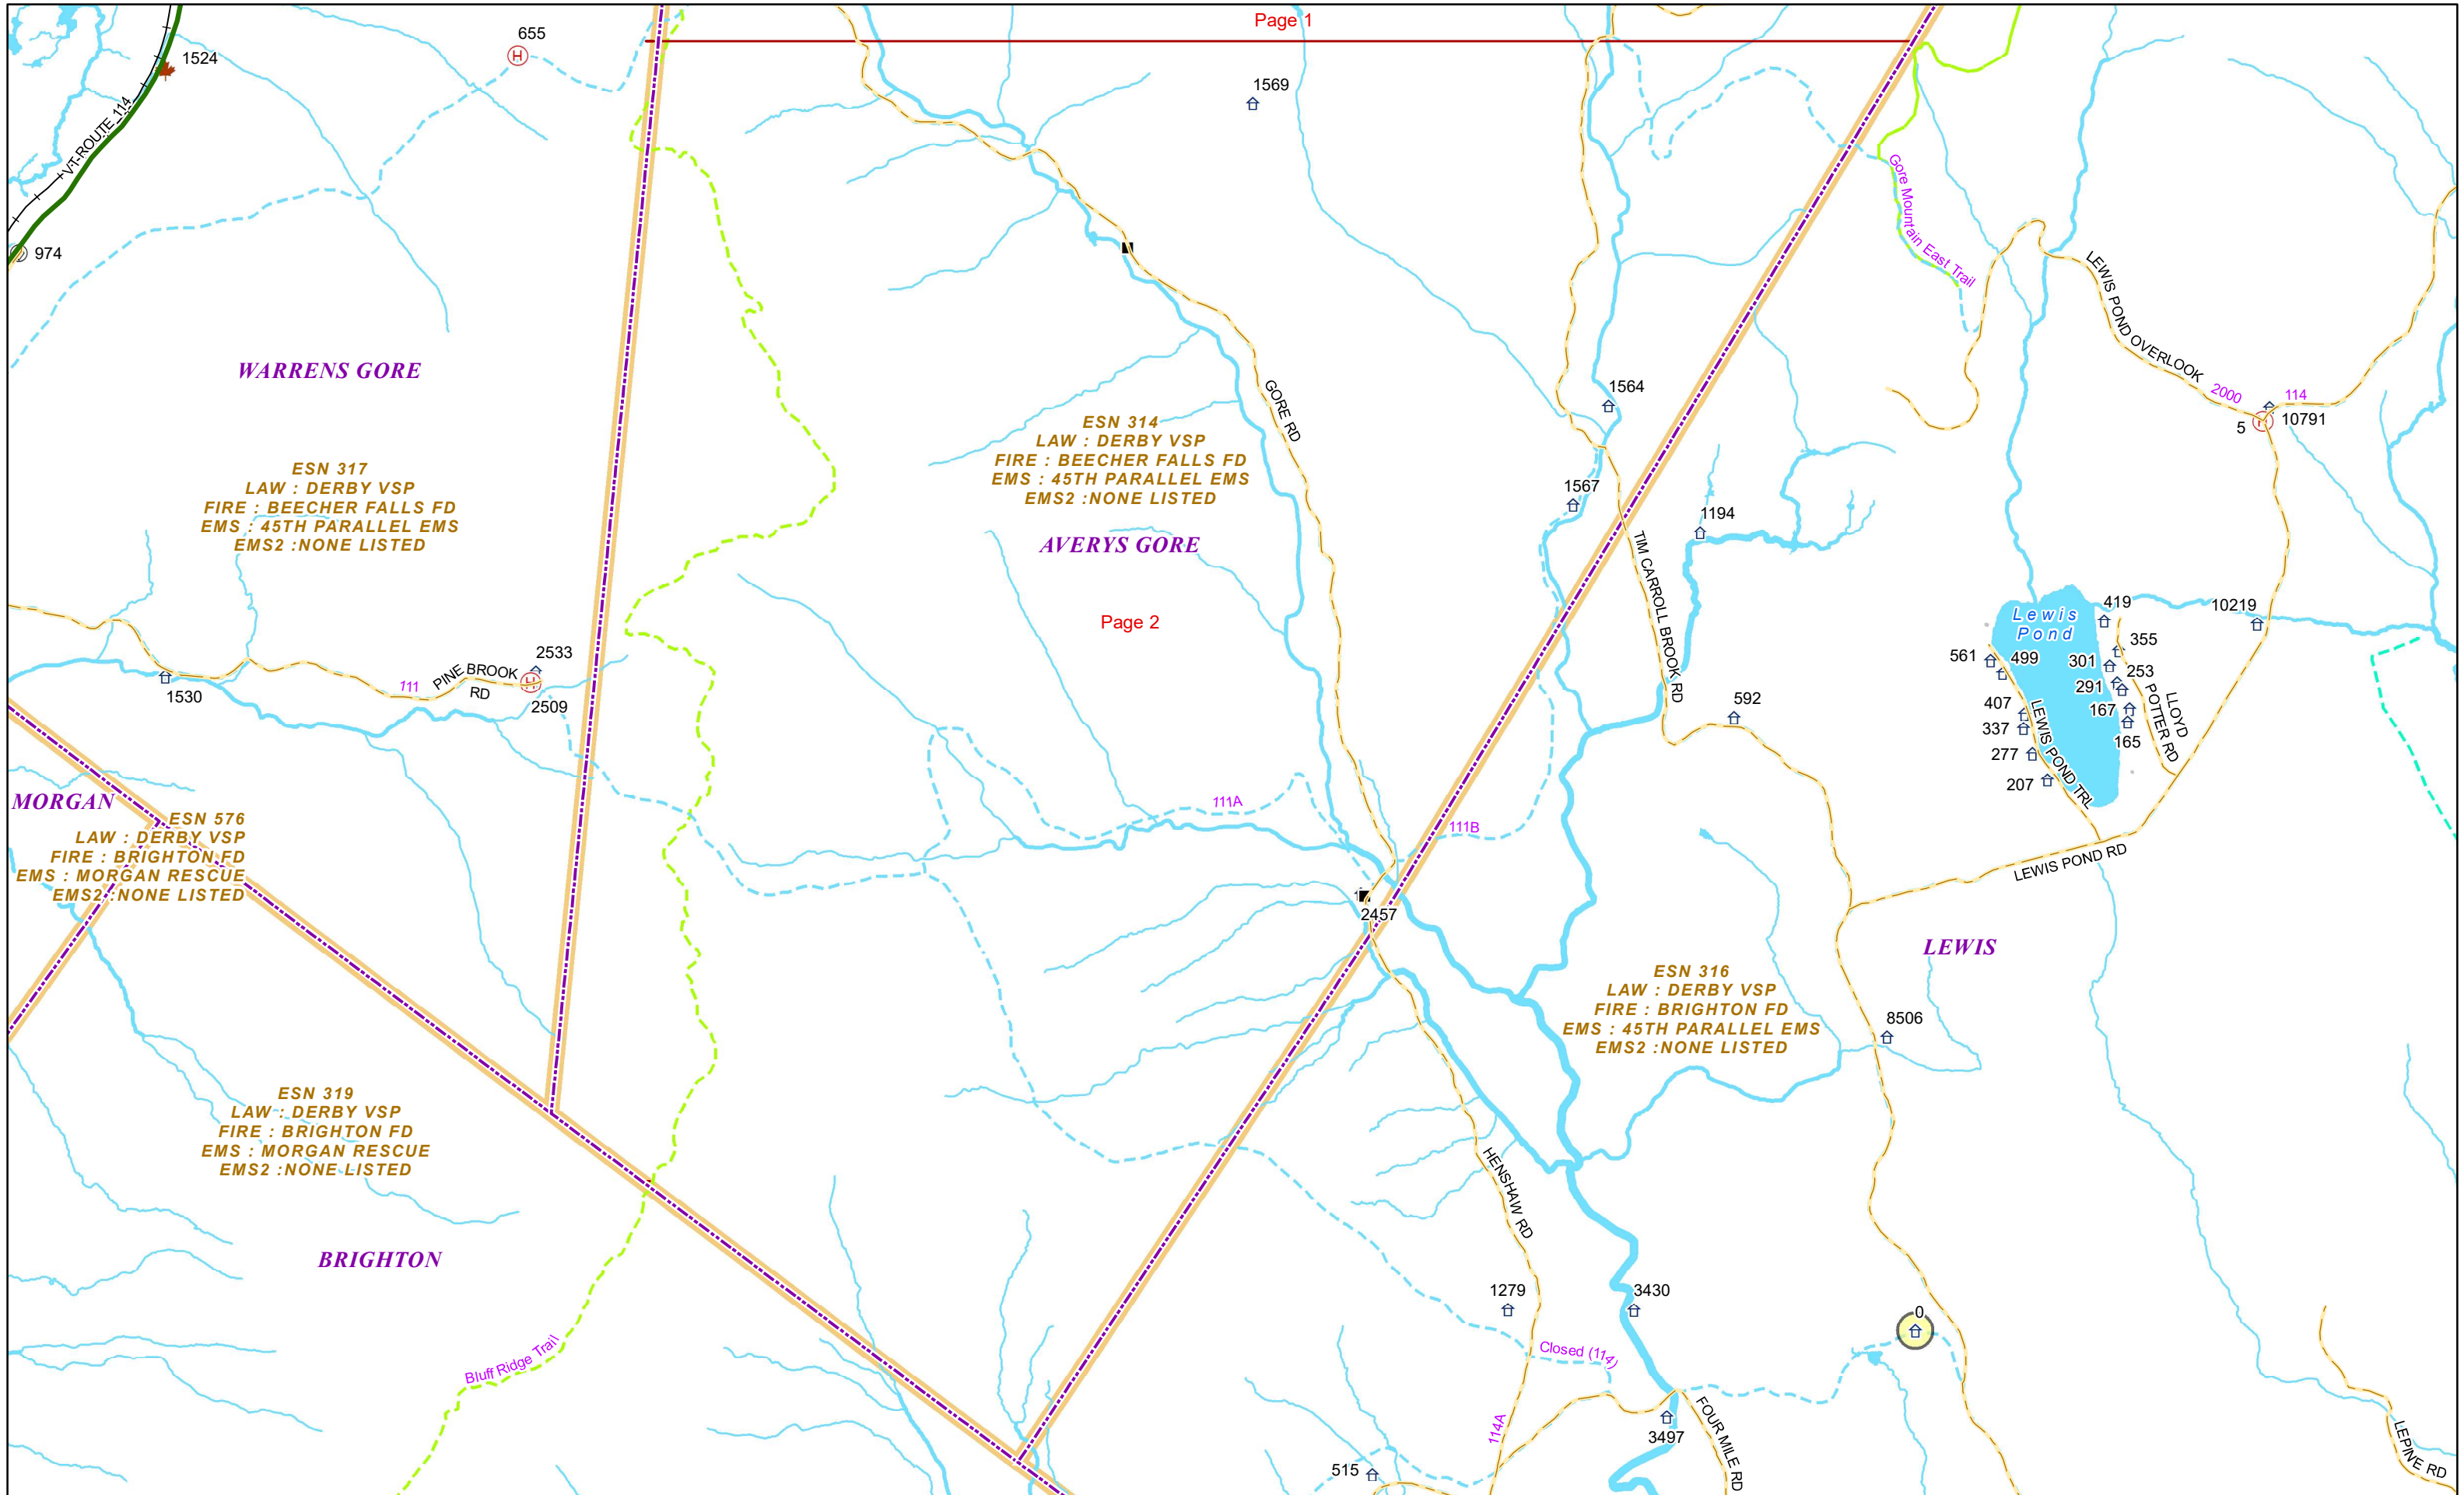 Page 1
655
1524
1569
VT-ROUTE_114
974
Gore Mountain East Trail
LEWIS POND OVERLOOK
WARRENS GORE
GORE RD
1564
2000
114
5
10791
ESN 314
LAW : DERBY VSP
FIRE : BEECHER FALLS FD
EMS : 45TH PARALLEL EMS
EMS2 :NONE LISTED
ESN 317
LAW : DERBY VSP
FIRE : BEECHER FALLS FD
EMS : 45TH PARALLEL EMS
EMS2 :NONE LISTED
1567
1194
AVERYS GORE
TIM CARROLL BROOK RD
Page 2
Lewis
Pond
419
10219
355
561
499
301
253
291
2533
PINE BROOK
RD
111
1530
2509
592
407
167
LLOYD
POTTER RD
337
165
277
LEWIS POND TRL
207
MORGAN
111A
111B
ESN 576
LAW : DERBY VSP
FIRE : BRIGHTON FD
EMS : MORGAN RESCUE
EMS2 :NONE LISTED
LEWIS POND RD
2457
LEWIS
ESN 316
LAW : DERBY VSP
FIRE : BRIGHTON FD
EMS : 45TH PARALLEL EMS
EMS2 :NONE LISTED
8506
ESN 319
LAW : DERBY VSP
FIRE : BRIGHTON FD
EMS : MORGAN RESCUE
EMS2 :NONE LISTED
HENSHAW RD
BRIGHTON
1279
3430
0
Bluff Ridge Trail
Closed (114)
114A
3497
FOUR MILE RD
515
LEPINE RD